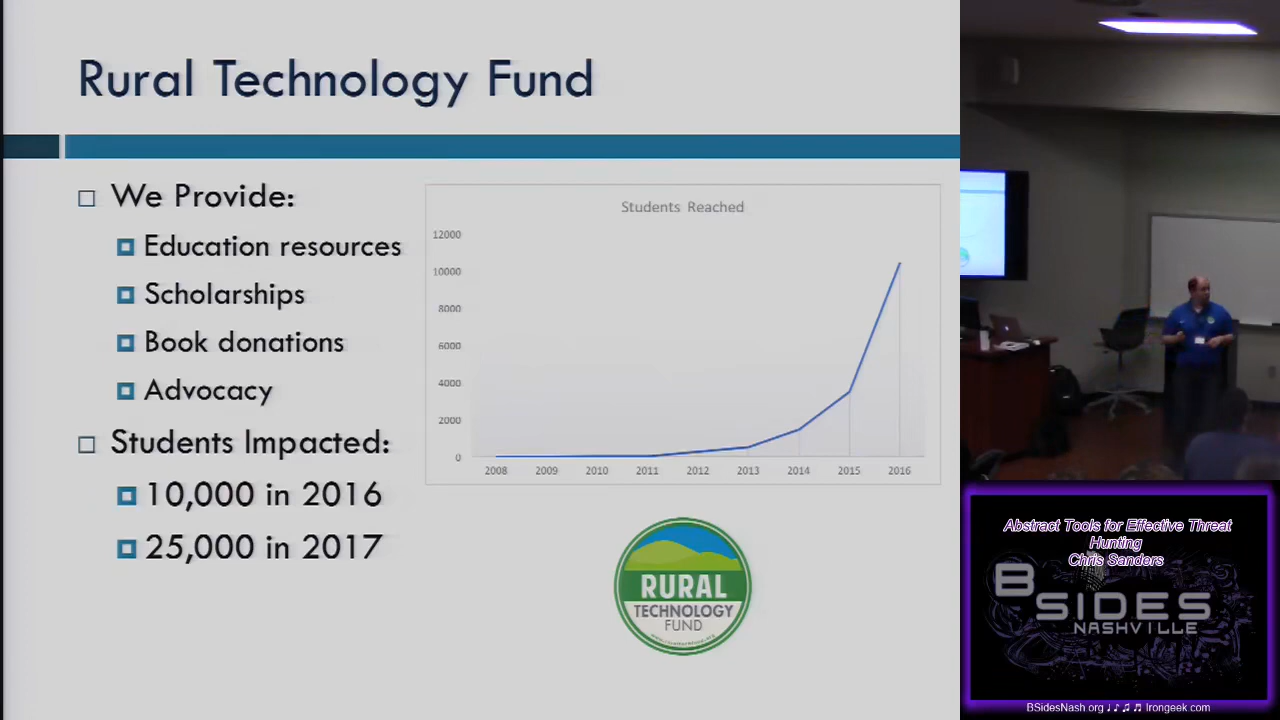 Rural Technology Fund
We Provide:
Education resources
Scholarships
Book donations
Advocacy
Students Impacted:
10,000 in 2016
25,000 in 2017
Students Reached
12000
10000
8000
6000
4000
2000
0
2008 2009 2010 2011 2012 2013 2014 2015 2016
RURAL
TECHNOLOGY
FUND
Abstract Tools for Effective Threat
Hunting
Chris Sanders
BSIDES
NASHVILLE
BSidesNash.org ♩♪♫♬ Irongeek.com